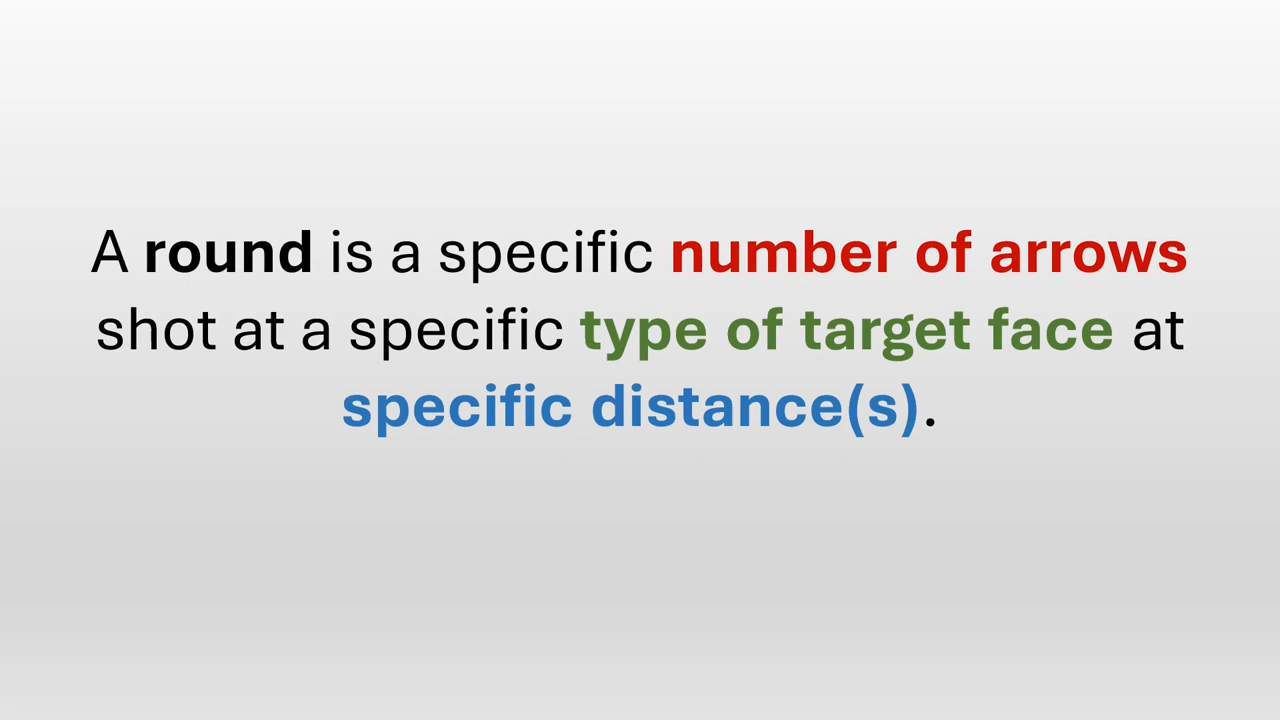 A round is a specific number of arrows
shot at a specific type of target face at
specific distance(s).